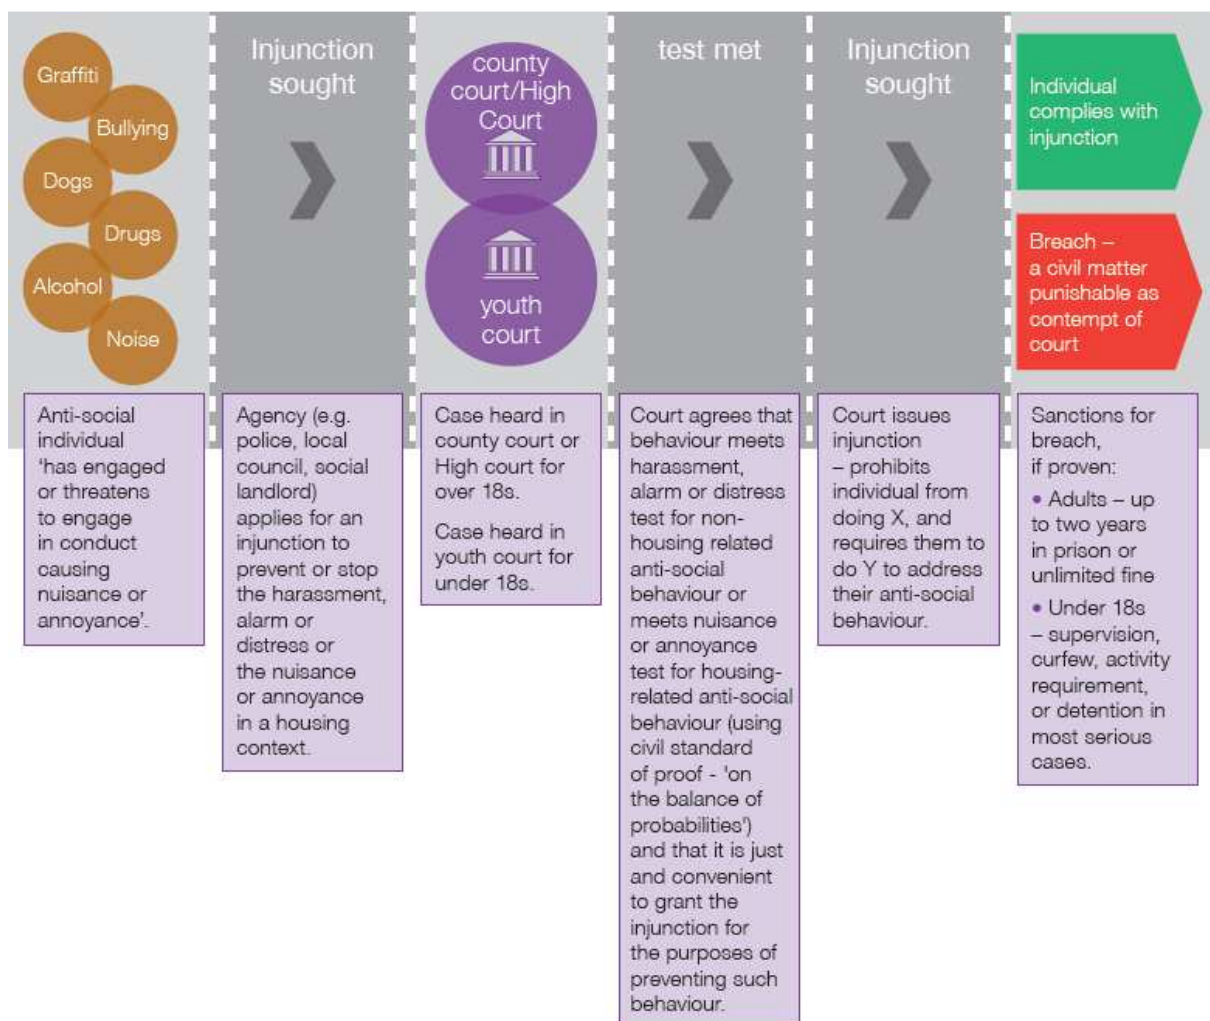 Graffiti
Bullying
Dogs
Drugs
Alcohol
Noise
Anti-social
individual
‘has engaged
or threatens
to engage
in conduct
causing
nuisance or
annoyance’.
Injunction
sought
Agency (e.g.
police, local
council, social
landlord)
applies for an
injunction to
prevent or stop
the harassment,
alarm or
distress or
the nuisance
or annoyance
in a housing
context.
county
court/High
Court
youth
court
Case heard in
county court or
High court for
over 18s.
Case heard in
youth court for
under 18s.
test met
Court agrees that
behaviour meets
harassment,
alarm or distress
test for non-
housing related
anti-social
behaviour or
meets nuisance
or annoyance
test for housing-
related anti-social
behaviour (using
civil standard
of proof - 'on
the balance of
probabilities')
and that it is just
and convenient
to grant the
injunction for
the purposes of
preventing such
behaviour.
Injunction
sought
Court issues
injunction
– prohibits
individual from
doing X, and
requires them to
do Y to address
their anti-social
behaviour.
Individual
complies with
injunction
Breach –
a civil matter
punishable as
contempt of
court
Sanctions for
breach,
if proven:
• Adults – up
to two years
in prison or
unlimited fine
• Under 18s
– supervision,
curfew, activity
requirement,
or detention in
most serious
cases.